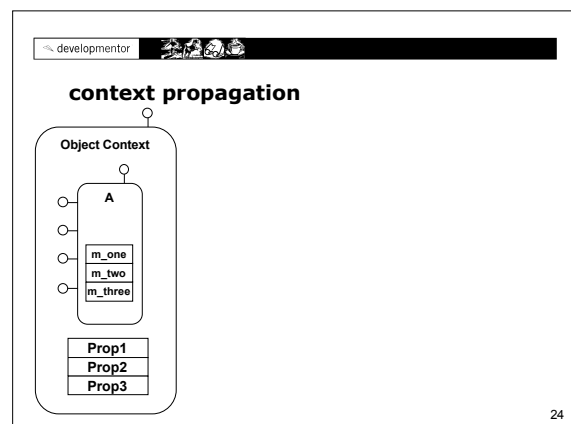 developmentor
context propagation
Object Context
A
m_one
m_two
m_three
Prop1
Prop2
Prop3
24